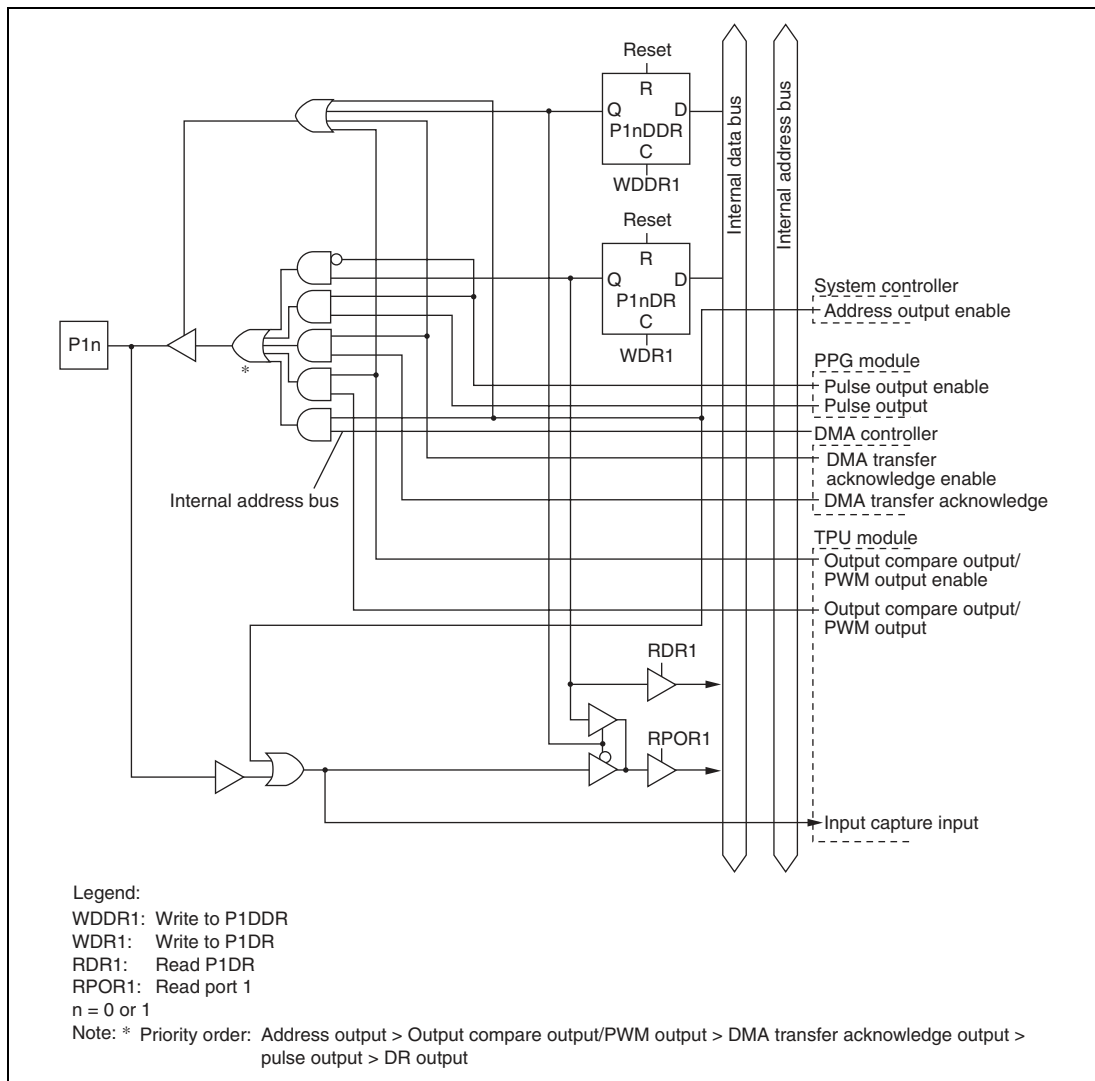 Reset
R
Q D
P1nDDR
C
WDDR1
Reset
R
Q D
P1nDR
C
WDR1
Internal data bus
Internal address bus
System controller
Address output enable
P1n
*
PPG module
Pulse output enable
Pulse output
DMA controller
DMA transfer
acknowledge enable
DMA transfer acknowledge
Internal address bus
TPU module
Output compare output/
PWM output enable
Output compare output/
PWM output
RDR1
RPOR1
Input capture input
Legend:
WDDR1: Write to P1DDR
WDR1: Write to P1DR
RDR1: Read P1DR
RPOR1: Read port 1
n = 0 or 1
Note: * Priority order: Address output > Output compare output/PWM output > DMA transfer acknowledge output >
pulse output > DR output